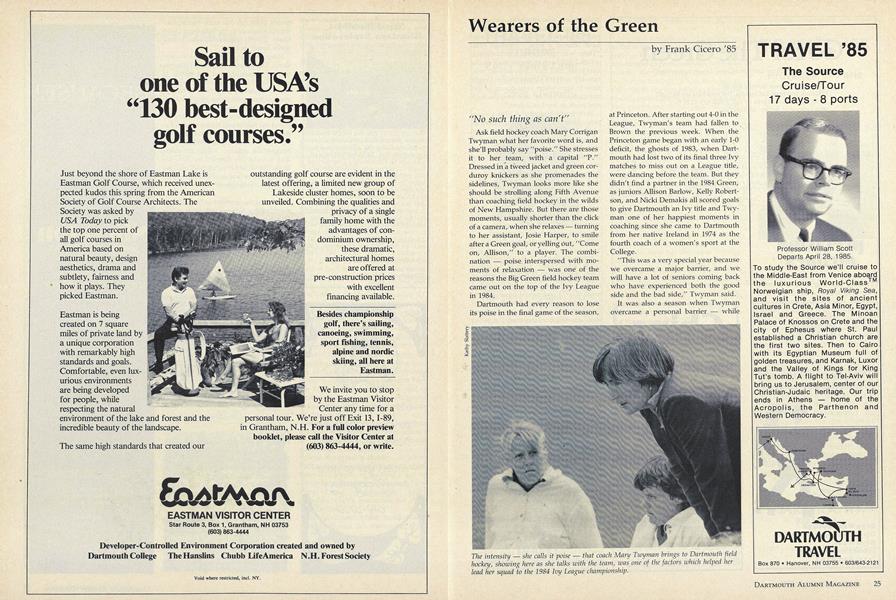 Sail to
one of the USA's
"130 best-designed
golf courses."
Just beyond the shore of Eastman Lake is
Eastman Golf Course, which received unex-
pected kudos this spring from the American
Society of Golf Course Architects. The
Society was asked by
USA Today to pick
the top one percent of
all golf courses in
America based on
natural beauty, design
aesthetics, drama and
subtlety, fairness and
how it plays. They
picked Eastman.
Eastman is being
created on 7 square
miles of private land by
a unique corporation
with remarkably high
standards and goals.
Comfortable, even lux-
urious environments
are being developed
for people, while
respecting the natural
environment of the lake and forest and the
incredible beauty of the landscape.
The same high standards that created our
outstanding golf course are evident in the
latest offering, a limited new group of
Lakeside cluster homes, soon to be
unveiled. Combining the qualities and
privacy of a single
family home with the
advantages of con-
dominium ownership,
these dramatic,
architectural homes
are offered at
pre-construction prices
with excellent
financing available.
Besides championship
golf, there's sailing,
canoeing, swimming,
sport fishing, tennis,
alpine and nordic
skiing, all here at
Eastman.
We invite you to stop
by the Eastman Visitor
Center any time for a
personal tour. We're just off Exit 13, I-89,
in Grantham, N.H. For a full color preview
booklet, please call the Visitor Center at
(603) 863-4444, or write.
Eastman
EASTMAN VISITOR CENTER
Star Route 3, Box 1, Grantham, NH 03753
(603) 863-4444
Developer-Controlled Environment Corporation created and owned by
Dartmouth College The Hanslins Chubb LifeAmerica N.H. Forest Society
Void where restricted, incl. NY.
Wearers of the Green
by Frank Cicero '85
"No such thing as can't"
Ask field hockey coach Mary Corrigan
Twyman what her favorite word is, and
she'll probably say "poise." She stresses
it to her team, with a capital "P."
Dressed in a tweed jacket and green cor-
duroy knickers as she promenades the
sidelines, Twyman looks more like she
should be strolling along Fifth Avenue
than coaching field hockey in the wilds
of New Hampshire. But there are those
moments, usually shorter than the click
of a camera, when she relaxes — turning
to her assistant, Josie Harper, to smile
after a Green goal, or yelling out, "Come
on, Allison," to a player. The combi-
nation — poise interspersed with mo-
ments of relaxation — was one of the
reasons the Big Green field hockey team
came out on the top of the Ivy League
in 1984.
Dartmouth had every reason to lose
its poise in the final game of the season,
at Princeton. After starting out 4-0 in the
League, Twyman's team had fallen to
Brown the previous week. When the
Princeton game began with an early 1-0
deficit, the ghosts of 1983, when Dart-
mouth had lost two of its final three Ivy
matches to miss out on a League title,
were dancing before the team. But they
didn't find a partner in the 1984 Green,
as juniors Allison Barlow, Kelly Robert-
son, and Nicki Demakis all scored goals
to give Dartmouth an Ivy title and Twy-
man one of her happiest moments in
coaching since she came to Dartmouth
from her native Ireland in 1974 as the
fourth coach of a women's sport at the
College.
"This was a very special year because
we overcame a major barrier, and we
will have a lot of seniors coming back
who have experienced both the good
side and the bad side," Twyman said.
It was also a season when Twyman
overcame a personal barrier — while
Kathy Slattery
The intensity — she calls it poise — that coach Mary Twyman brings to Dartmouth field
hockey, showing here as she talks with the team, was one of the factors which helped her
lead her squad to the 1984 Ivy League championship.
TRAVEL '85
The Source
Cruise/Tour
17 days - 8 ports
Professor William Scott
Departs April 28, 1985.
To study the Source we'll cruise to
the Middle-East from Venice aboard
the luxurious World-Class™
Norwegian ship, Royal Viking Sea,
and visit the sites of ancient
cultures in Crete, Asia Minor, Egypt,
Israel and Greece. The Minoan
Palace of Knossos on Crete and the
city of Ephesus where St. Paul
established a Christian church are
the first two sites. Then to Cairo
with its Egyptian Museum full of
golden treasures, and Karnak, Luxor
and the Valley of Kings for King
Tut's tomb. A flight to Tel-Aviv will
bring us to Jerusalem, center of our
Christian-Judaic heritage. Our trip
ends in Athens — home of the
Acropolis, the Parthenon and
Western Democracy.
DARTMOUTH
TRAVEL
Box 870 • Hanover, NH 03755 • 603/643-2121
DARTMOUTH ALUMNI MAGAZINE 25